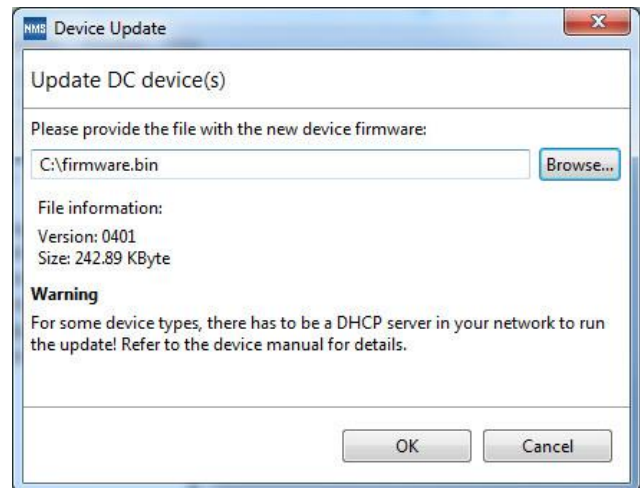 NMS Device Update
Update DC device(s)
Please provide the file with the new device firmware:
C:\firmware.bin Browse...
File information:
Version: 0401
Size: 242.89 KByte
Warning
For some device types, there has to be a DHCP server in your network to run
the update! Refer to the device manual for details.
OK Cancel